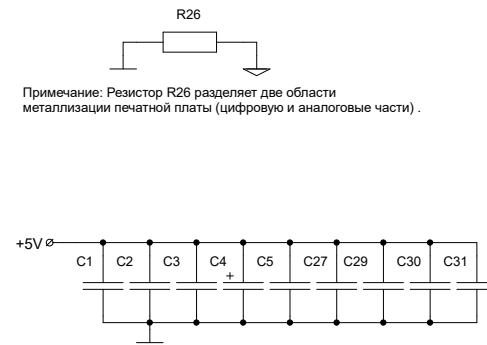 R26
Примечание: Резистор R26 разделяет две области
металлизации печатной платы (цифровую и аналоговые части) .
+5V
C1 C2 C3 C4 C5 C27 C29 C30 C31
+